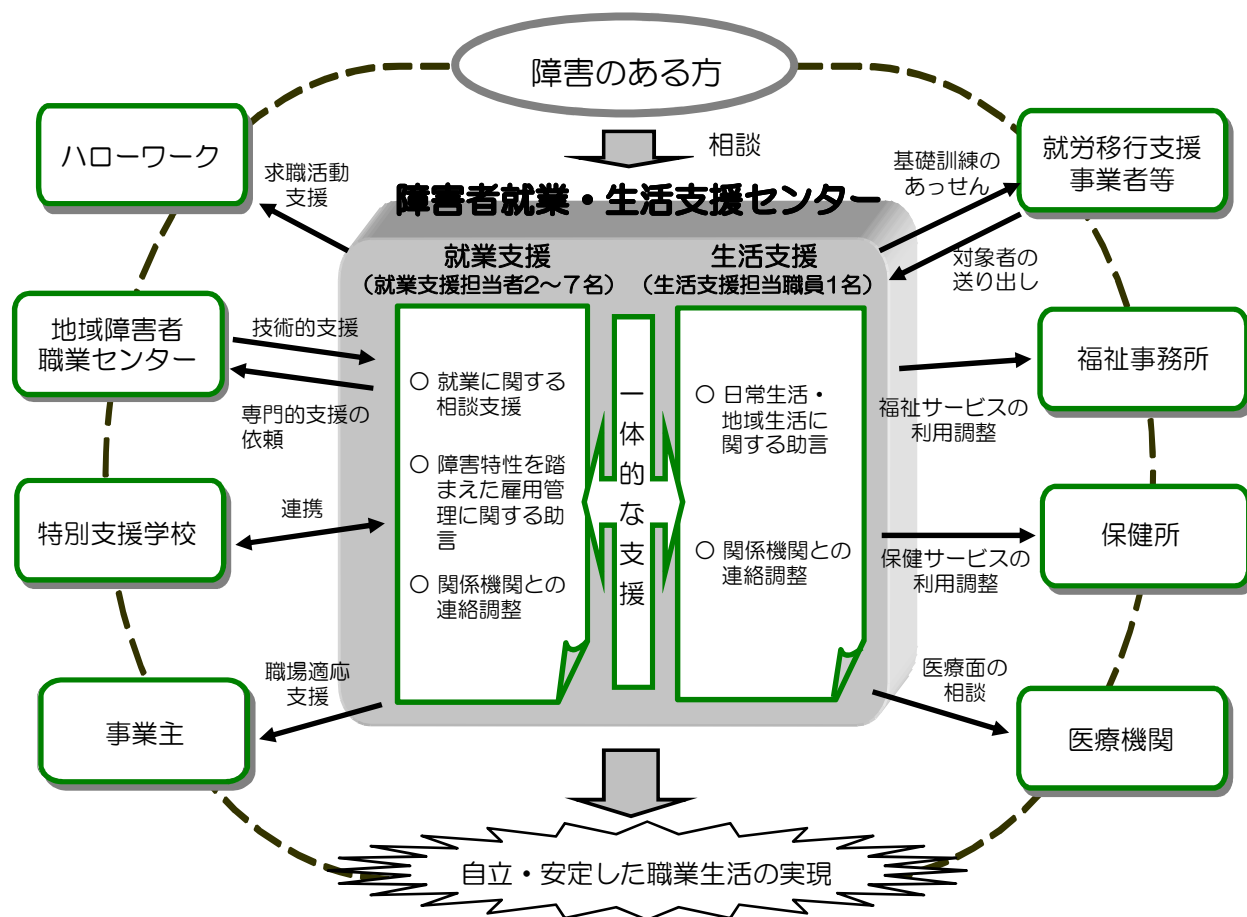 障害のある方
相談
ハローワーク
求職活動
支援
基礎訓練の
あっせん
就労移行支援
事業者等
障害者就業・生活支援センター
就業支援
(就業支援担当者2～7名)
生活支援
(生活支援担当職員1名)
対象者の
送り出し
地域障害者
職業センター
技術的支援
専門的支援の
依頼
○ 就業に関する
相談支援
○ 障害特性を踏
まえた雇用管
理に関する助
言
○ 関係機関との
連絡調整
一体的な支援
○ 日常生活・
地域生活に
関する助言
○ 関係機関との
連絡調整
福祉事務所
福祉サービスの
利用調整
特別支援学校
連携
保健所
保健サービスの
利用調整
事業主
職場適応
支援
医療面の
相談
医療機関
自立・安定した職業生活の実現